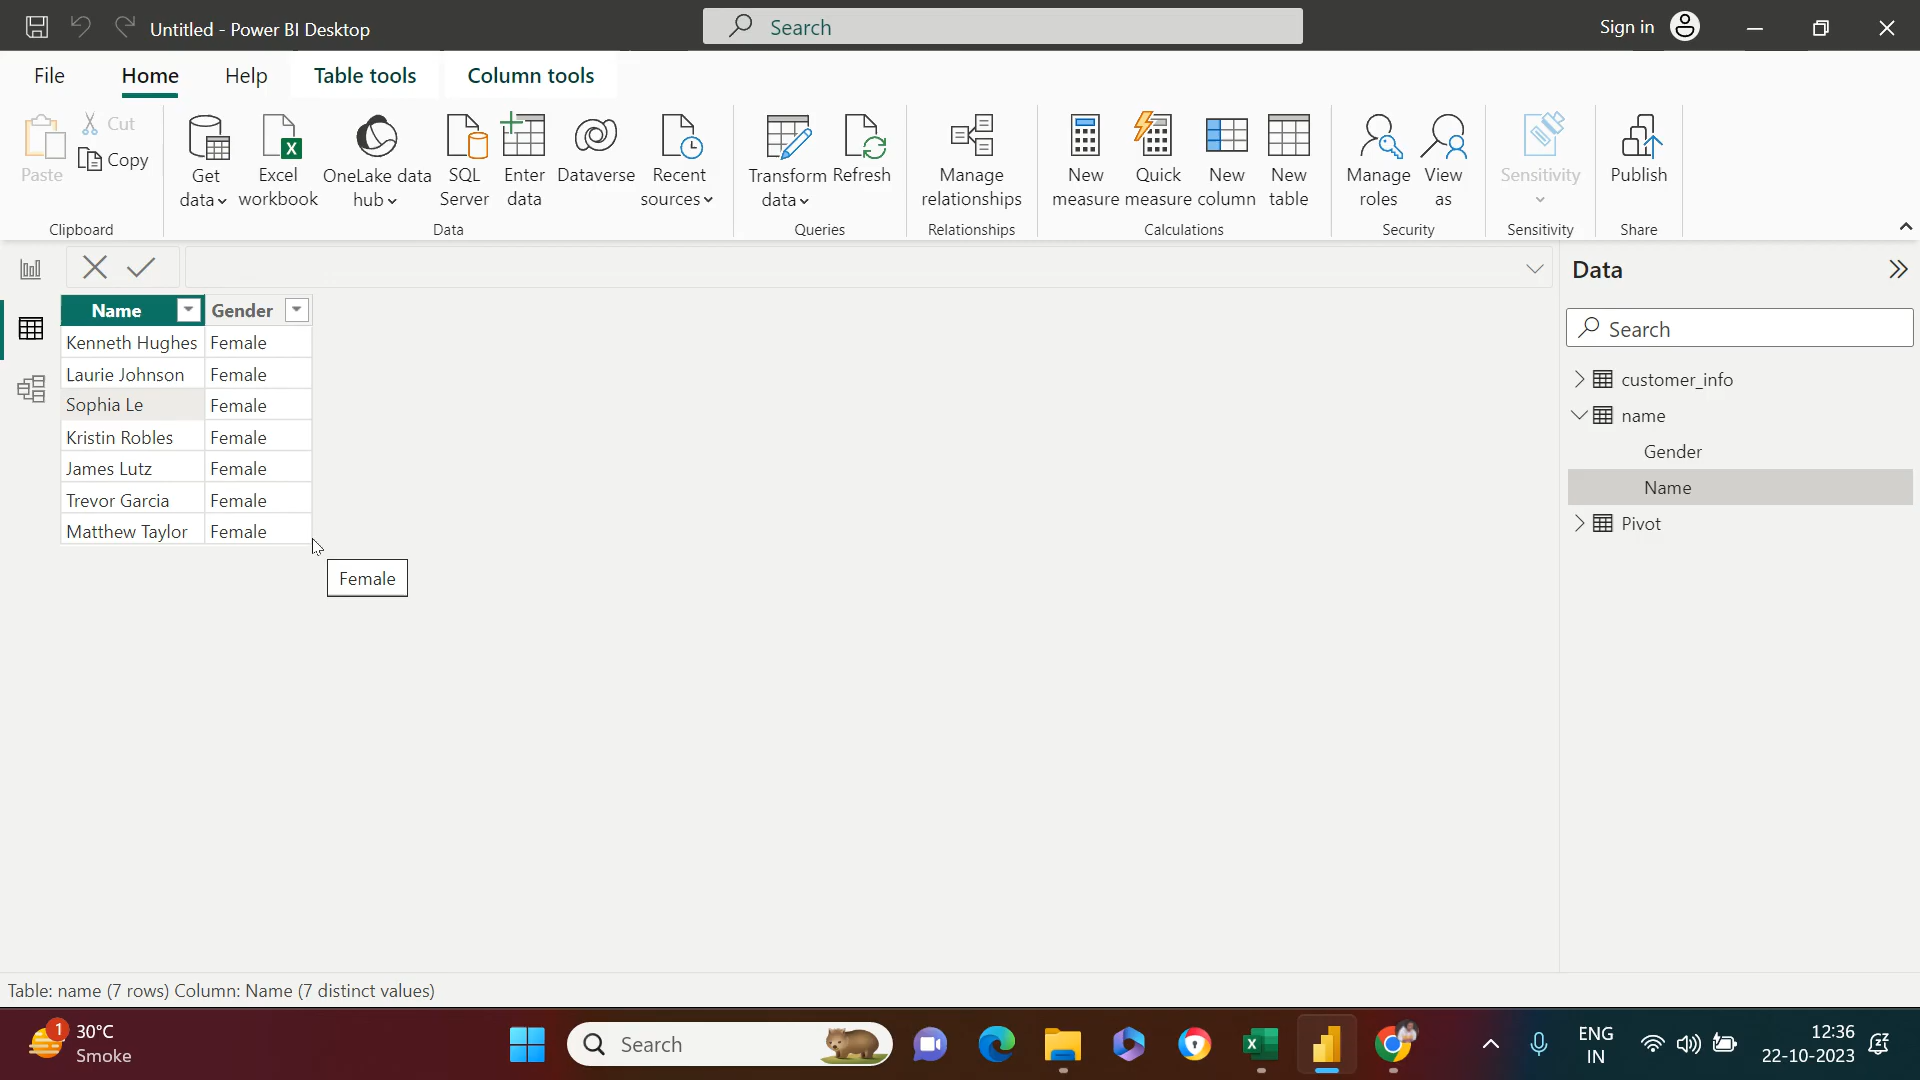 Untitled - Power BI Desktop
Search
Sign in
File
Home
Help
Table tools
Column tools
Paste
Cut
Copy
Get data
Excel workbook
OneLake data hub
SQL Server
Enter data
Dataverse
Recent sources
Transform data
Refresh
Manage relationships
New measure
Quick measure
New column
New table
Manage roles
View as
Sensitivity
Publish
Clipboard
Data
Queries
Relationships
Calculations
Security
Sensitivity
Share
Name Gender
Kenneth Hughes Female
Laurie Johnson Female
Sophia Le Female
Kristin Robles Female
James Lutz Female
Trevor Garcia Female
Matthew Taylor Female
Female
Data
Search
customer_info
name
Gender
Name
Pivot
Table: name (7 rows) Column: Name (7 distinct values)
1
30°C
Smoke
Search
ENG
IN
12:36
22-10-2023